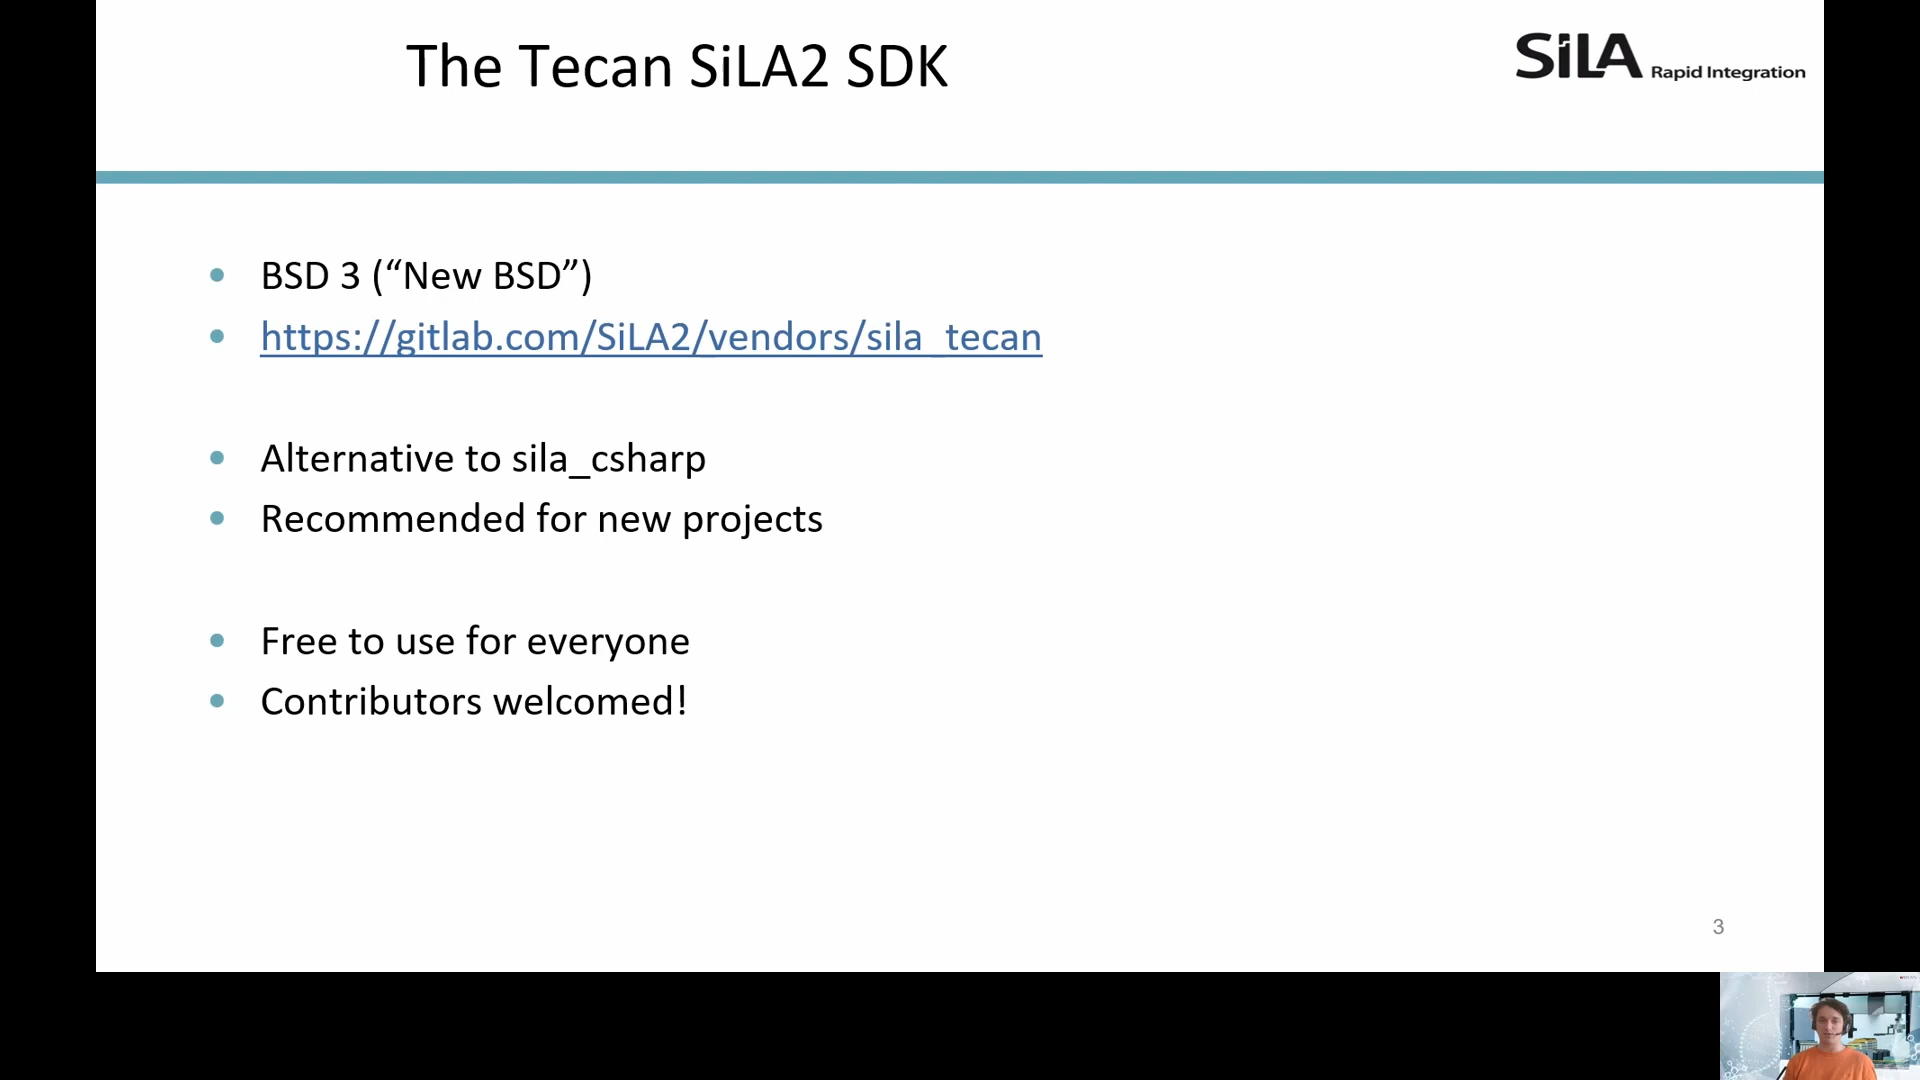 The Tecan SiLA2 SDK
SiLA Rapid Integration
BSD 3 (“New BSD”)
https://gitlab.com/SiLA2/vendors/sila_tecan
Alternative to sila_csharp
Recommended for new projects
Free to use for everyone
Contributors welcomed!
3